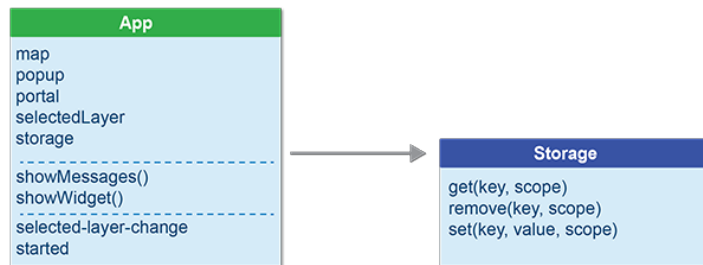 App
map
popup
portal
selectedLayer
storage
showMessages()
showWidget()
selected-layer-change
started
Storage
get(key, scope)
remove(key, scope)
set(key, value, scope)